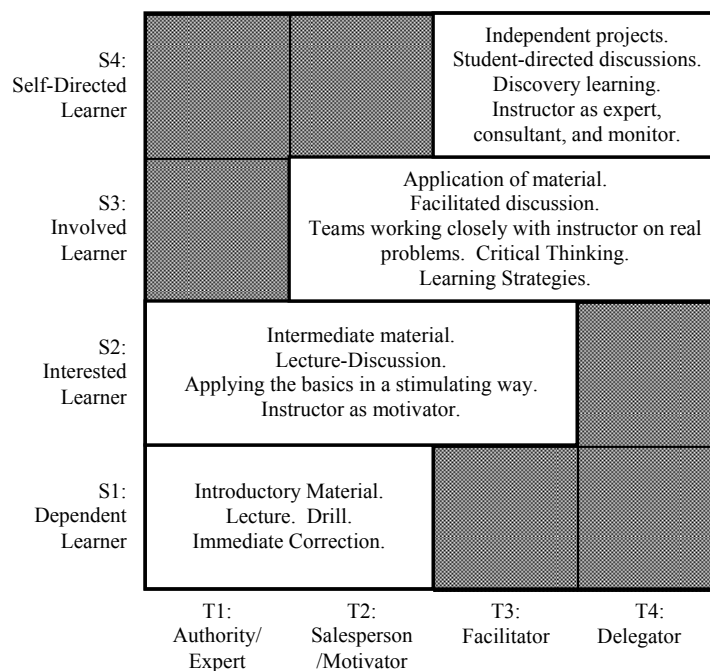 S4:
Self-Directed
Learner
Independent projects.
Student-directed discussions.
Discovery learning.
Instructor as expert,
consultant, and monitor.
S3:
Involved
Learner
Application of material.
Facilitated discussion.
Teams working closely with instructor on real
problems. Critical Thinking.
Learning Strategies.
S2:
Interested
Learner
Intermediate material.
Lecture-Discussion.
Applying the basics in a stimulating way.
Instructor as motivator.
S1:
Dependent
Learner
Introductory Material.
Lecture. Drill.
Immediate Correction.
T1:
Authority/
Expert
T2:
Salesperson
/Motivator
T3:
Facilitator
T4:
Delegator